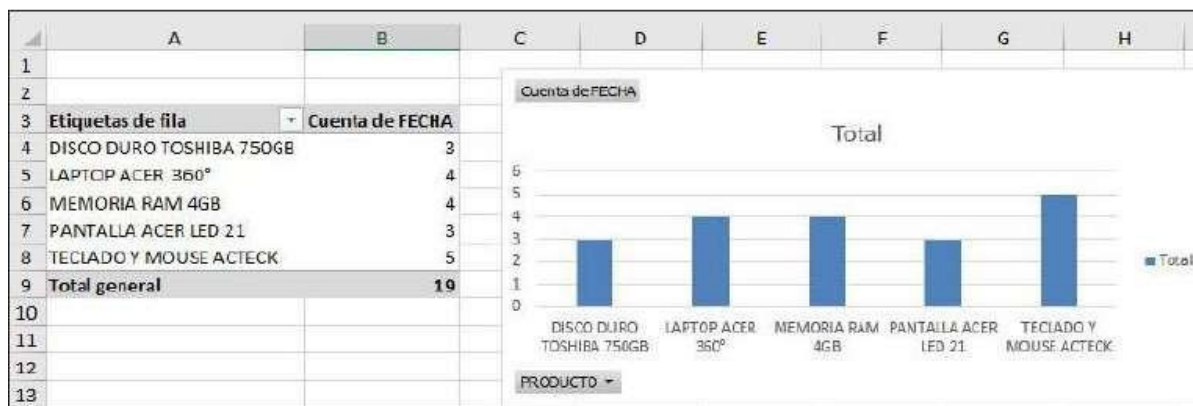 A B C D E F G H
1
2
3 Etiquetas de fila Cuenta de FECHA
4 DISCO DURO TOSHIBA 750GB 3
5 LAPTOP ACER 360° 4
6 MEMORIA RAM 4GB 4
7 PANTALLA ACER LED 21 3
8 TECLADO Y MOUSE ACTECK 5
9 Total general 19
10
11
12
13
Cuenta de FECHA
Total
6
5
4
3
2
1
0
DISCO DURO TOSHIBA 750GB
LAPTOP ACER 360°
MEMORIA RAM 4GB
PANTALLA ACER LED 21
TECLADO Y MOUSE ACTECK
Total
PRODUCTO